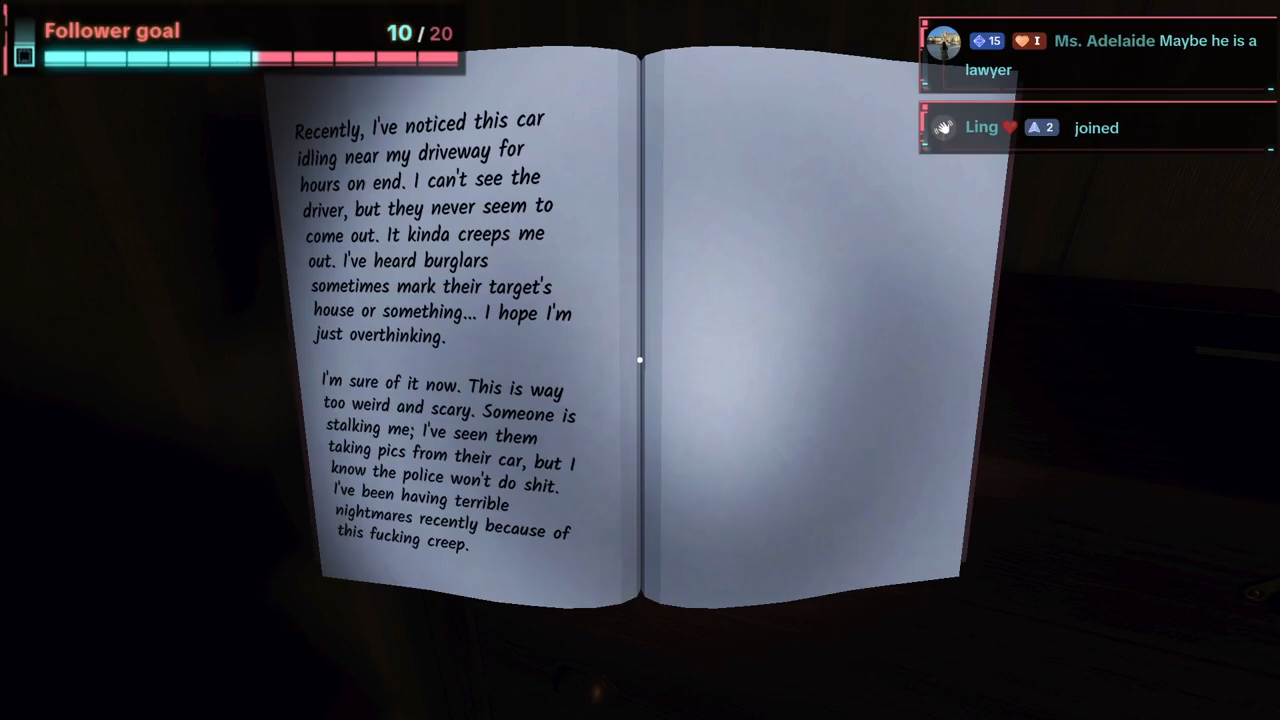 Follower goal
10 / 20
15 I Ms. Adelaide Maybe he is a
lawyer
Ling ❤ 2 joined
Recently, I've noticed this car
idling near my driveway for
hours on end. I can't see the
driver, but they never seem to
come out. It kinda creeps me
out. I've heard burglars
sometimes mark their target's
house or something... I hope I'm
just overthinking.
I'm sure of it now. This is way
too weird and scary. Someone is
stalking me; I've seen them
taking pics from their car, but I
know the police won't do shit.
I've been having terrible
nightmares recently because of
this fucking creep.